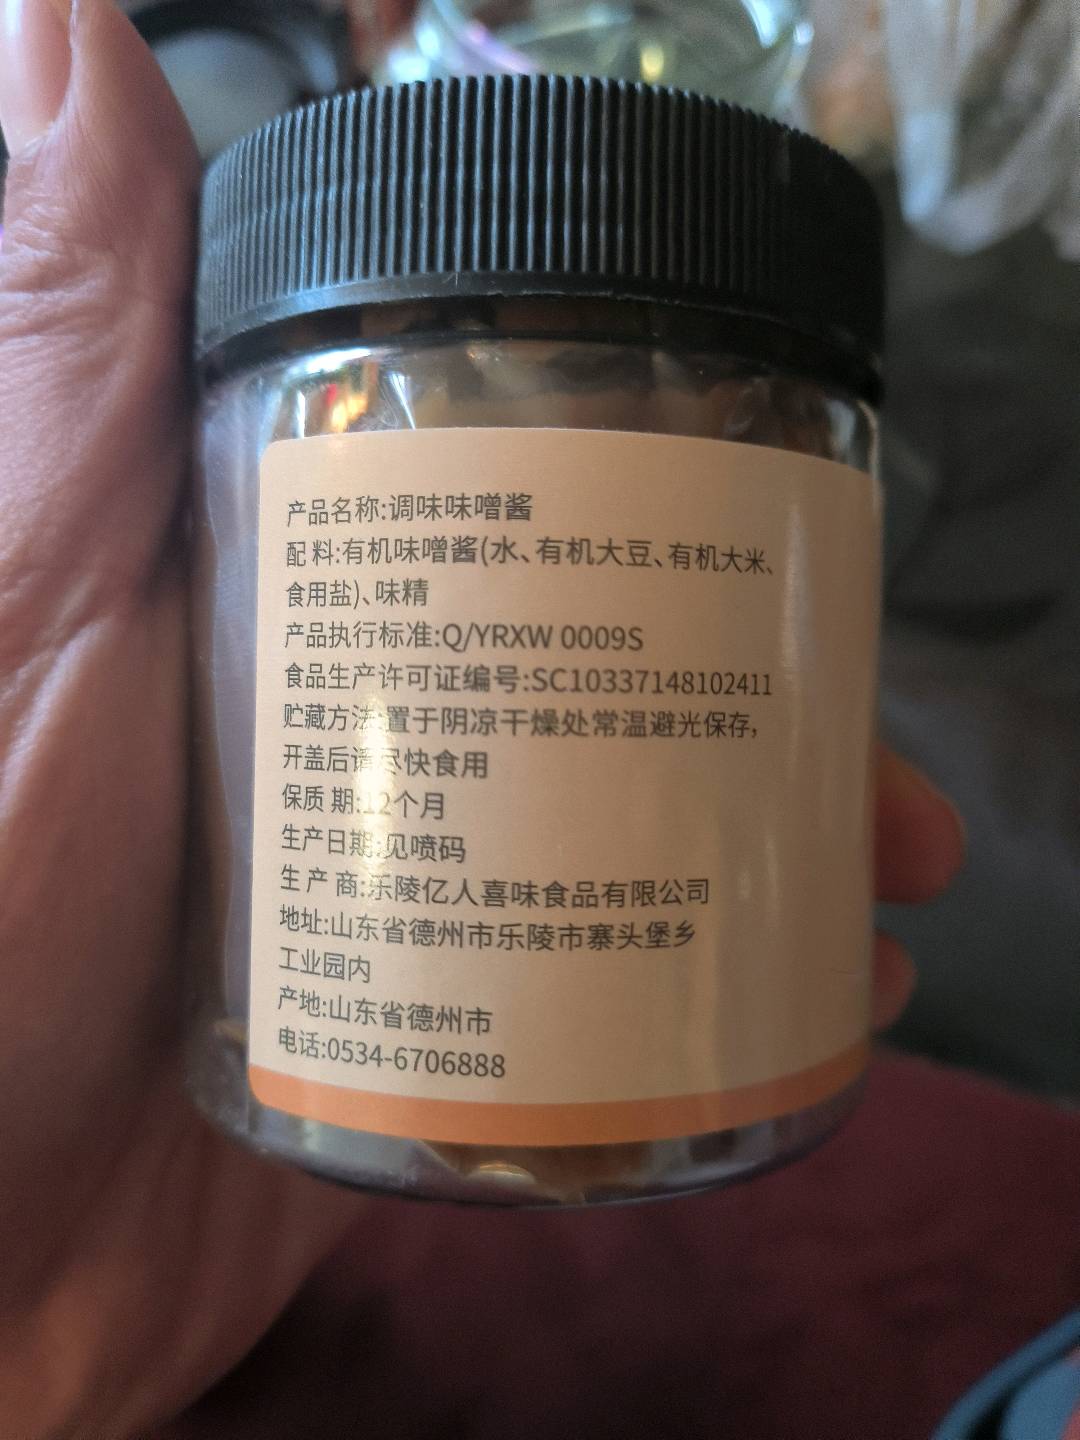 产品名称:调味味噌酱
配 料:有机味噌酱(水、有机大豆、有机大米、
食用盐)、味精
产品执行标准:Q/YRXW 0009S
食品生产许可证编号:SC10337148102411
贮藏方法:置于阴凉干燥处常温避光保存,
开盖后请尽快食用
保质 期:12个月
生产日期:见喷码
生 产 商:乐陵亿人喜味食品有限公司
地址:山东省德州市乐陵市寨头堡乡
工业园内
产地:山东省德州市
电话:0534-6706888